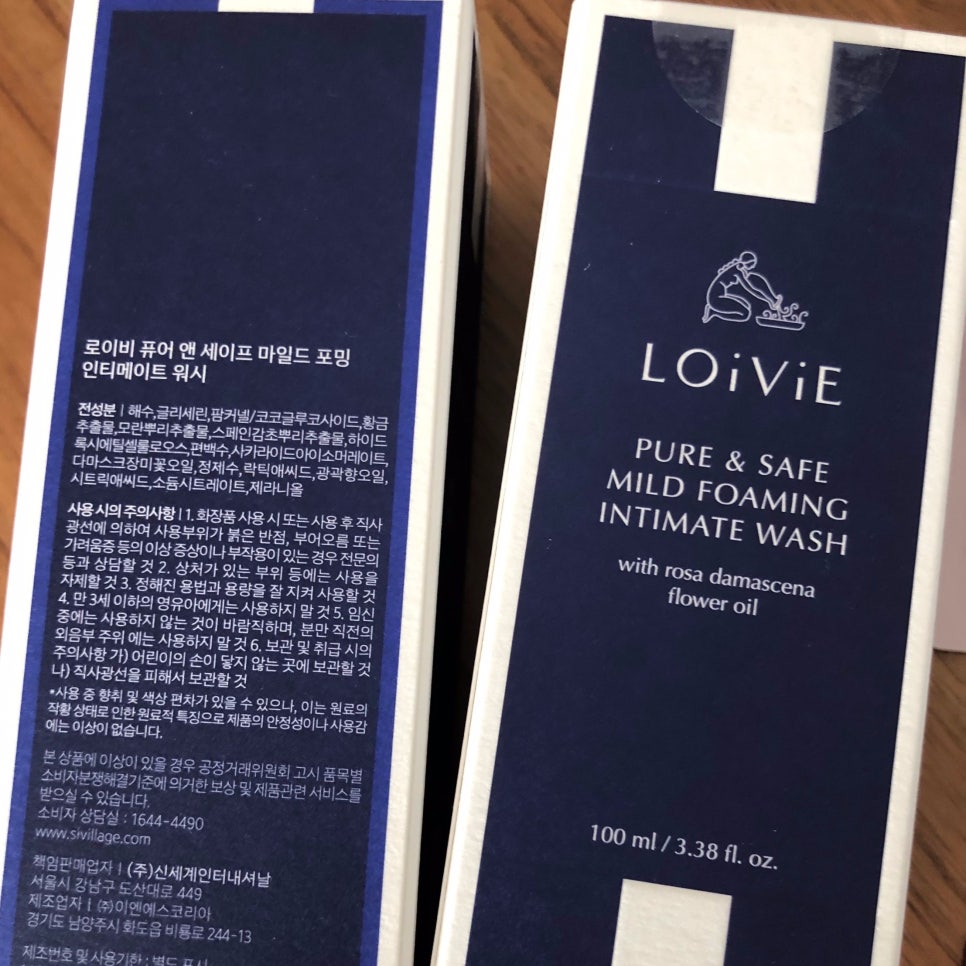 로이비 퓨어 앤 세이프 마일드 포밍
인티메이트 워시
전성분 | 해수,글리세린,팜커넬/코코글루코사이드,황금
추출물,모란뿌리추출물,스페인감초뿌리추출물,하이드
록시에틸셀룰로오스,편백수,사카라이드아이소머레이트,
다마스크장미꽃오일,정제수,락틱애씨드,광곽향오일,
시트릭애씨드,소듐시트레이트,제라니올
사용 시의 주의사항 | 1. 화장품 사용 시 또는 사용 후 직사
광선에 의하여 사용부위가 붉은 반점, 부어오름 또는
가려움증 등의 이상 증상이나 부작용이 있는 경우 전문의
등과 상담할 것 2. 상처가 있는 부위 등에는 사용을
자제할 것 3. 정해진 용법과 용량을 잘 지켜 사용할 것
4. 만 3세 이하의 영유아에게는 사용하지 말 것 5. 임신
중에는 사용하지 않는 것이 바람직하며, 분만 직전의
외음부 주위 에는 사용하지 말 것 6. 보관 및 취급 시의
주의사항 가) 어린이의 손이 닿지 않는 곳에 보관할 것
나) 직사광선을 피해서 보관할 것
*사용 중 향취 및 색상 편차가 있을 수 있으나, 이는 원료의
작황 상태로 인한 원료적 특징으로 제품의 안정성이나 사용감
에는 이상이 없습니다.
본 상품에 이상이 있을 경우 공정거래위원회 고시 품목별
소비자분쟁해결기준에 의거한 보상 및 제품관련 서비스를
받으실 수 있습니다.
소비자 상담실 : 1644-4490
www.sivillage.com
책임판매업자 | (주)신세계인터내셔날
서울시 강남구 도산대로 449
제조업자 | ㈜이엔에스코리아
경기도 남양주시 화도읍 비룡로 244-13
제조번호 및 사용기한 : 별도 표시
LOiViE
PURE & SAFE
MILD FOAMING
INTIMATE WASH
with rosa damascena
flower oil
100 ml / 3.38 fl. oz.